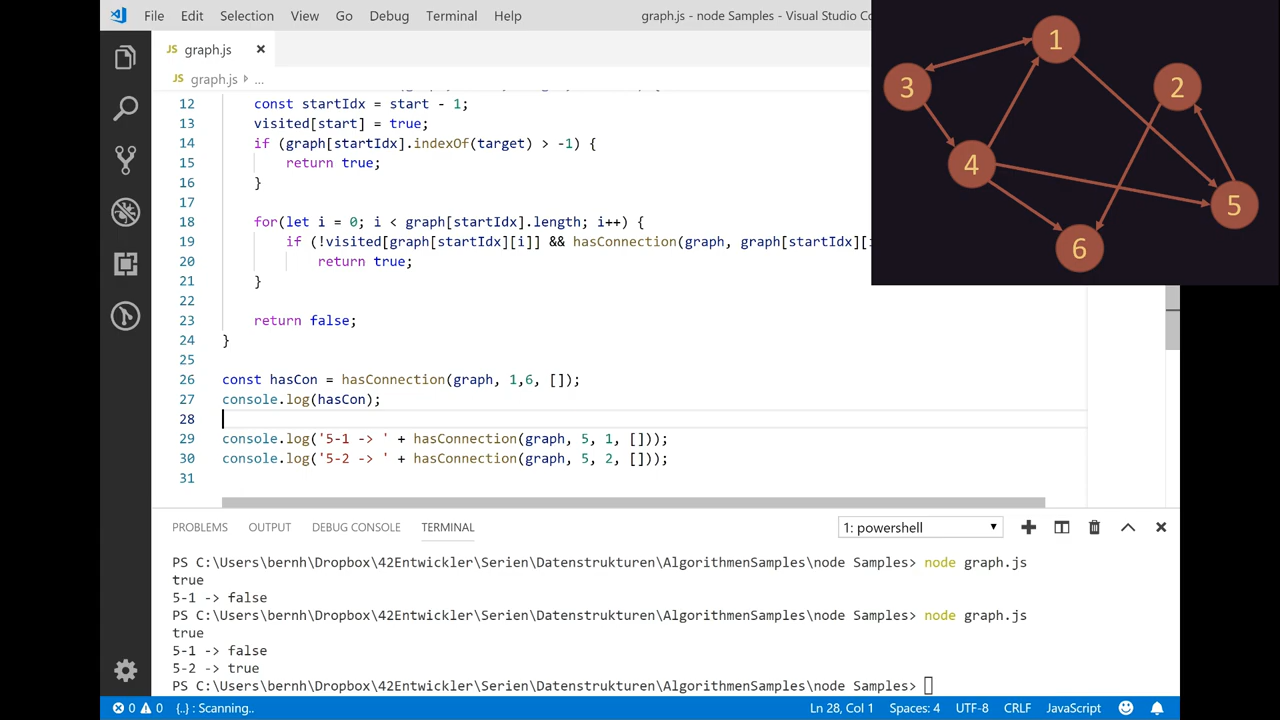 File Edit Selection View Go Debug Terminal Help graph.js - node Samples - Visual Studio Co
JS graph.js ×
JS graph.js ...
12 const startIdx = start - 1;
13 visited[start] = true;
14 if (graph[startIdx].indexOf(target) > -1) {
15 return true;
16 }
17
18 for(let i = 0; i < graph[startIdx].length; i++) {
19 if (!visited[graph[startIdx][i]] && hasConnection(graph, graph[startIdx][i
20 return true;
21 }
22
23 return false;
24 }
25
26 const hasCon = hasConnection(graph, 1,6, []);
27 console.log(hasCon);
28
29 console.log('5-1 -> ' + hasConnection(graph, 5, 1, []));
30 console.log('5-2 -> ' + hasConnection(graph, 5, 2, []));
31
1
3
2
4
5
6
PROBLEMS OUTPUT DEBUG CONSOLE TERMINAL 1: powershell
PS C:\Users\bernh\Dropbox\42Entwickler\Serien\Datenstrukturen\AlgorithmenSamples\node Samples> node graph.js
true
5-1 -> false
PS C:\Users\bernh\Dropbox\42Entwickler\Serien\Datenstrukturen\AlgorithmenSamples\node Samples> node graph.js
true
5-1 -> false
5-2 -> true
PS C:\Users\bernh\Dropbox\42Entwickler\Serien\Datenstrukturen\AlgorithmenSamples\node Samples>
0 0 {..} : Scanning.. Ln 28, Col 1 Spaces: 4 UTF-8 CRLF JavaScript